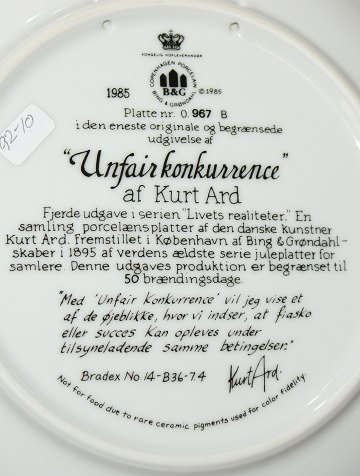 KONGELIG HOFLEVERANDØR
COPENHAGEN PORCELAIN
1985 B&G ©1985
BING & GRØNDAHL
Platte nr. 0.967 B
i den eneste originale og begrænsede
udgivelse af
"Unfair konkurrence"
af Kurt Ard
Fjerde udgave i serien "Livets realiteter." En
samling porcelænsplatter af den danske kunstner
Kurt Ard. Fremstillet i København af Bing & Grøndahl-
skaber i 1895 af verdens ældste serie juleplatter for
samlere. Denne udgaves produktion er begrænset til
50 brændingsdage.
"Med 'Unfair Konkurrence' vil jeg vise et
af de øjeblikke, hvor vi indser, at fiasko
eller succes Kan opleves under
tilsyneladende samme betingelser."
Bradex No. 14-B36-7.4 Kurt Ard.
Not for food due to rare ceramic pigments used for color fidelity.
92-10